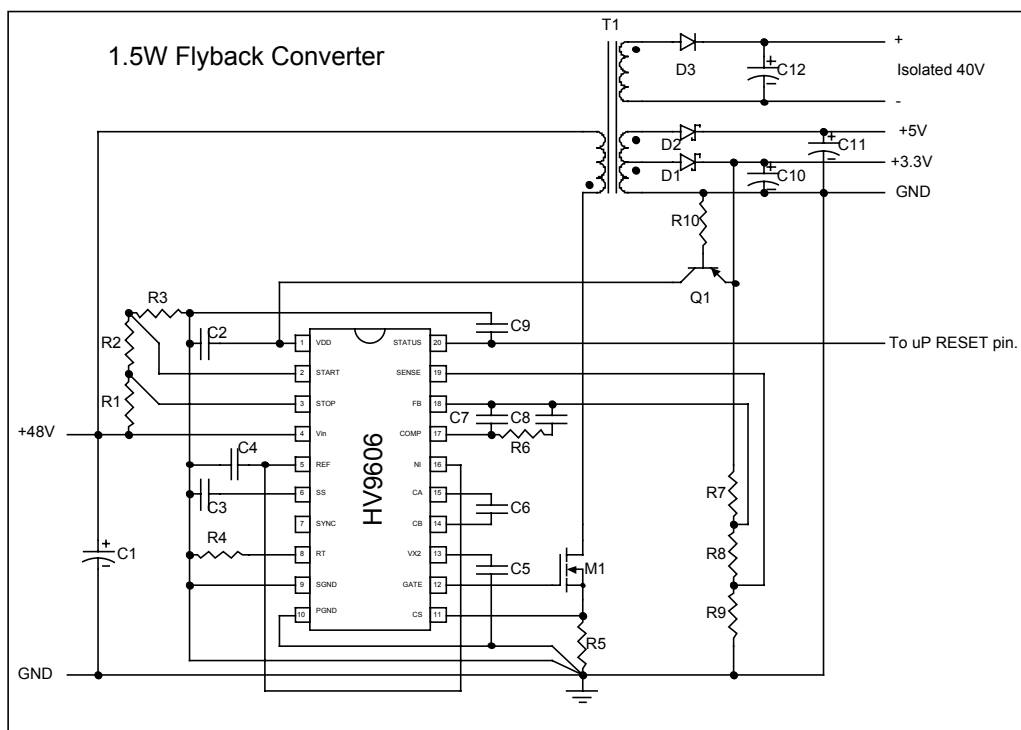 T1
1.5W Flyback Converter
+
D3
+
C12
Isolated 40V
-
-
D2
+5V
+
C11
-
D1
+3.3V
+
C10
-
GND
R10
Q1
R3
C2
C9
R2
1 VDD STATUS 20
To uP RESET pin.
2 START SENSE 19
R1
3 STOP FB 18
C7 C8
+48V
4 Vin COMP 17
R6
C4
5 REF NI 16
HV9606
C3
6 SS CA 15
R7
C6
7 SYNC CB 14
R4
8 RT VX2 13
+
C1
-
C5
M1
R8
9 SGND GATE 12
10 PGND CS 11
R9
R5
GND